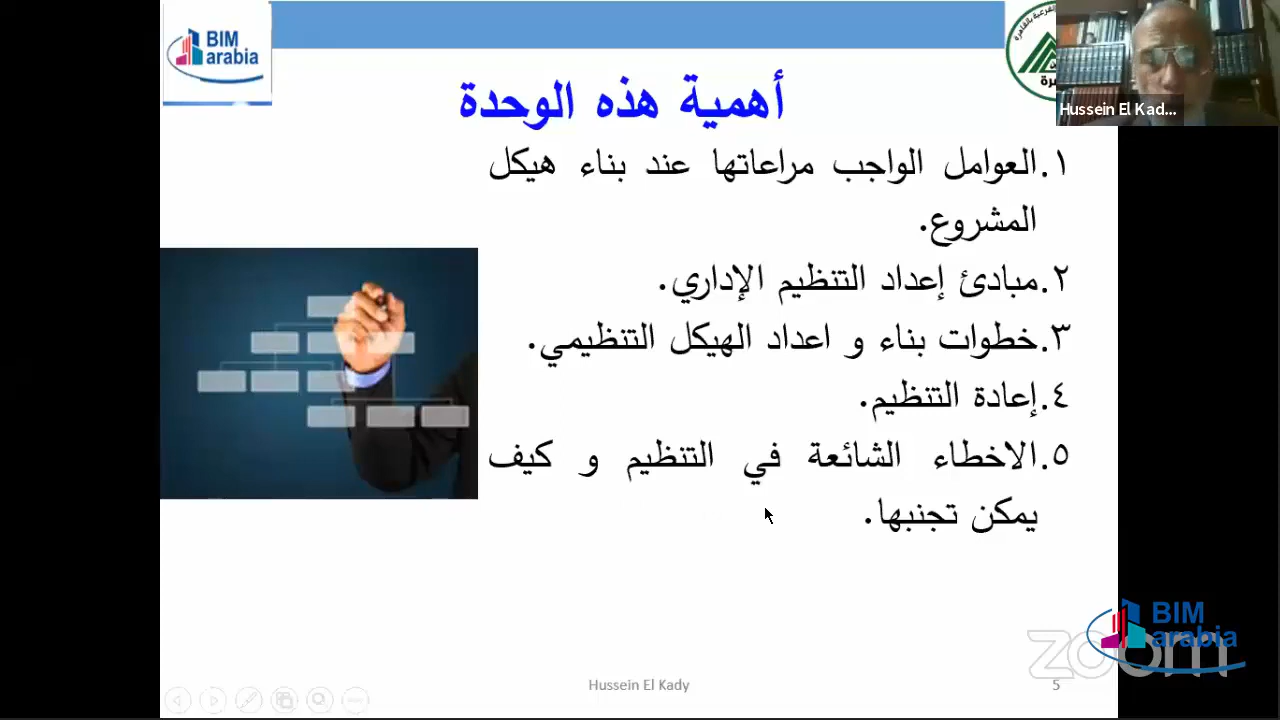 BIM
arabia
أهمية هذه الوحدة
١.العوامل الواجب مراعاتها عند بناء هيكل
المشروع.
٢.مبادئ إعداد التنظيم الإداري.
٣.خطوات بناء و اعداد الهيكل التنظيمي.
٤.إعادة التنظيم.
٥.الاخطاء الشائعة في التنظيم و كيف
يمكن تجنبها.
Hussein El Kad...
Hussein El Kady
5
BIM
arabia
zoom